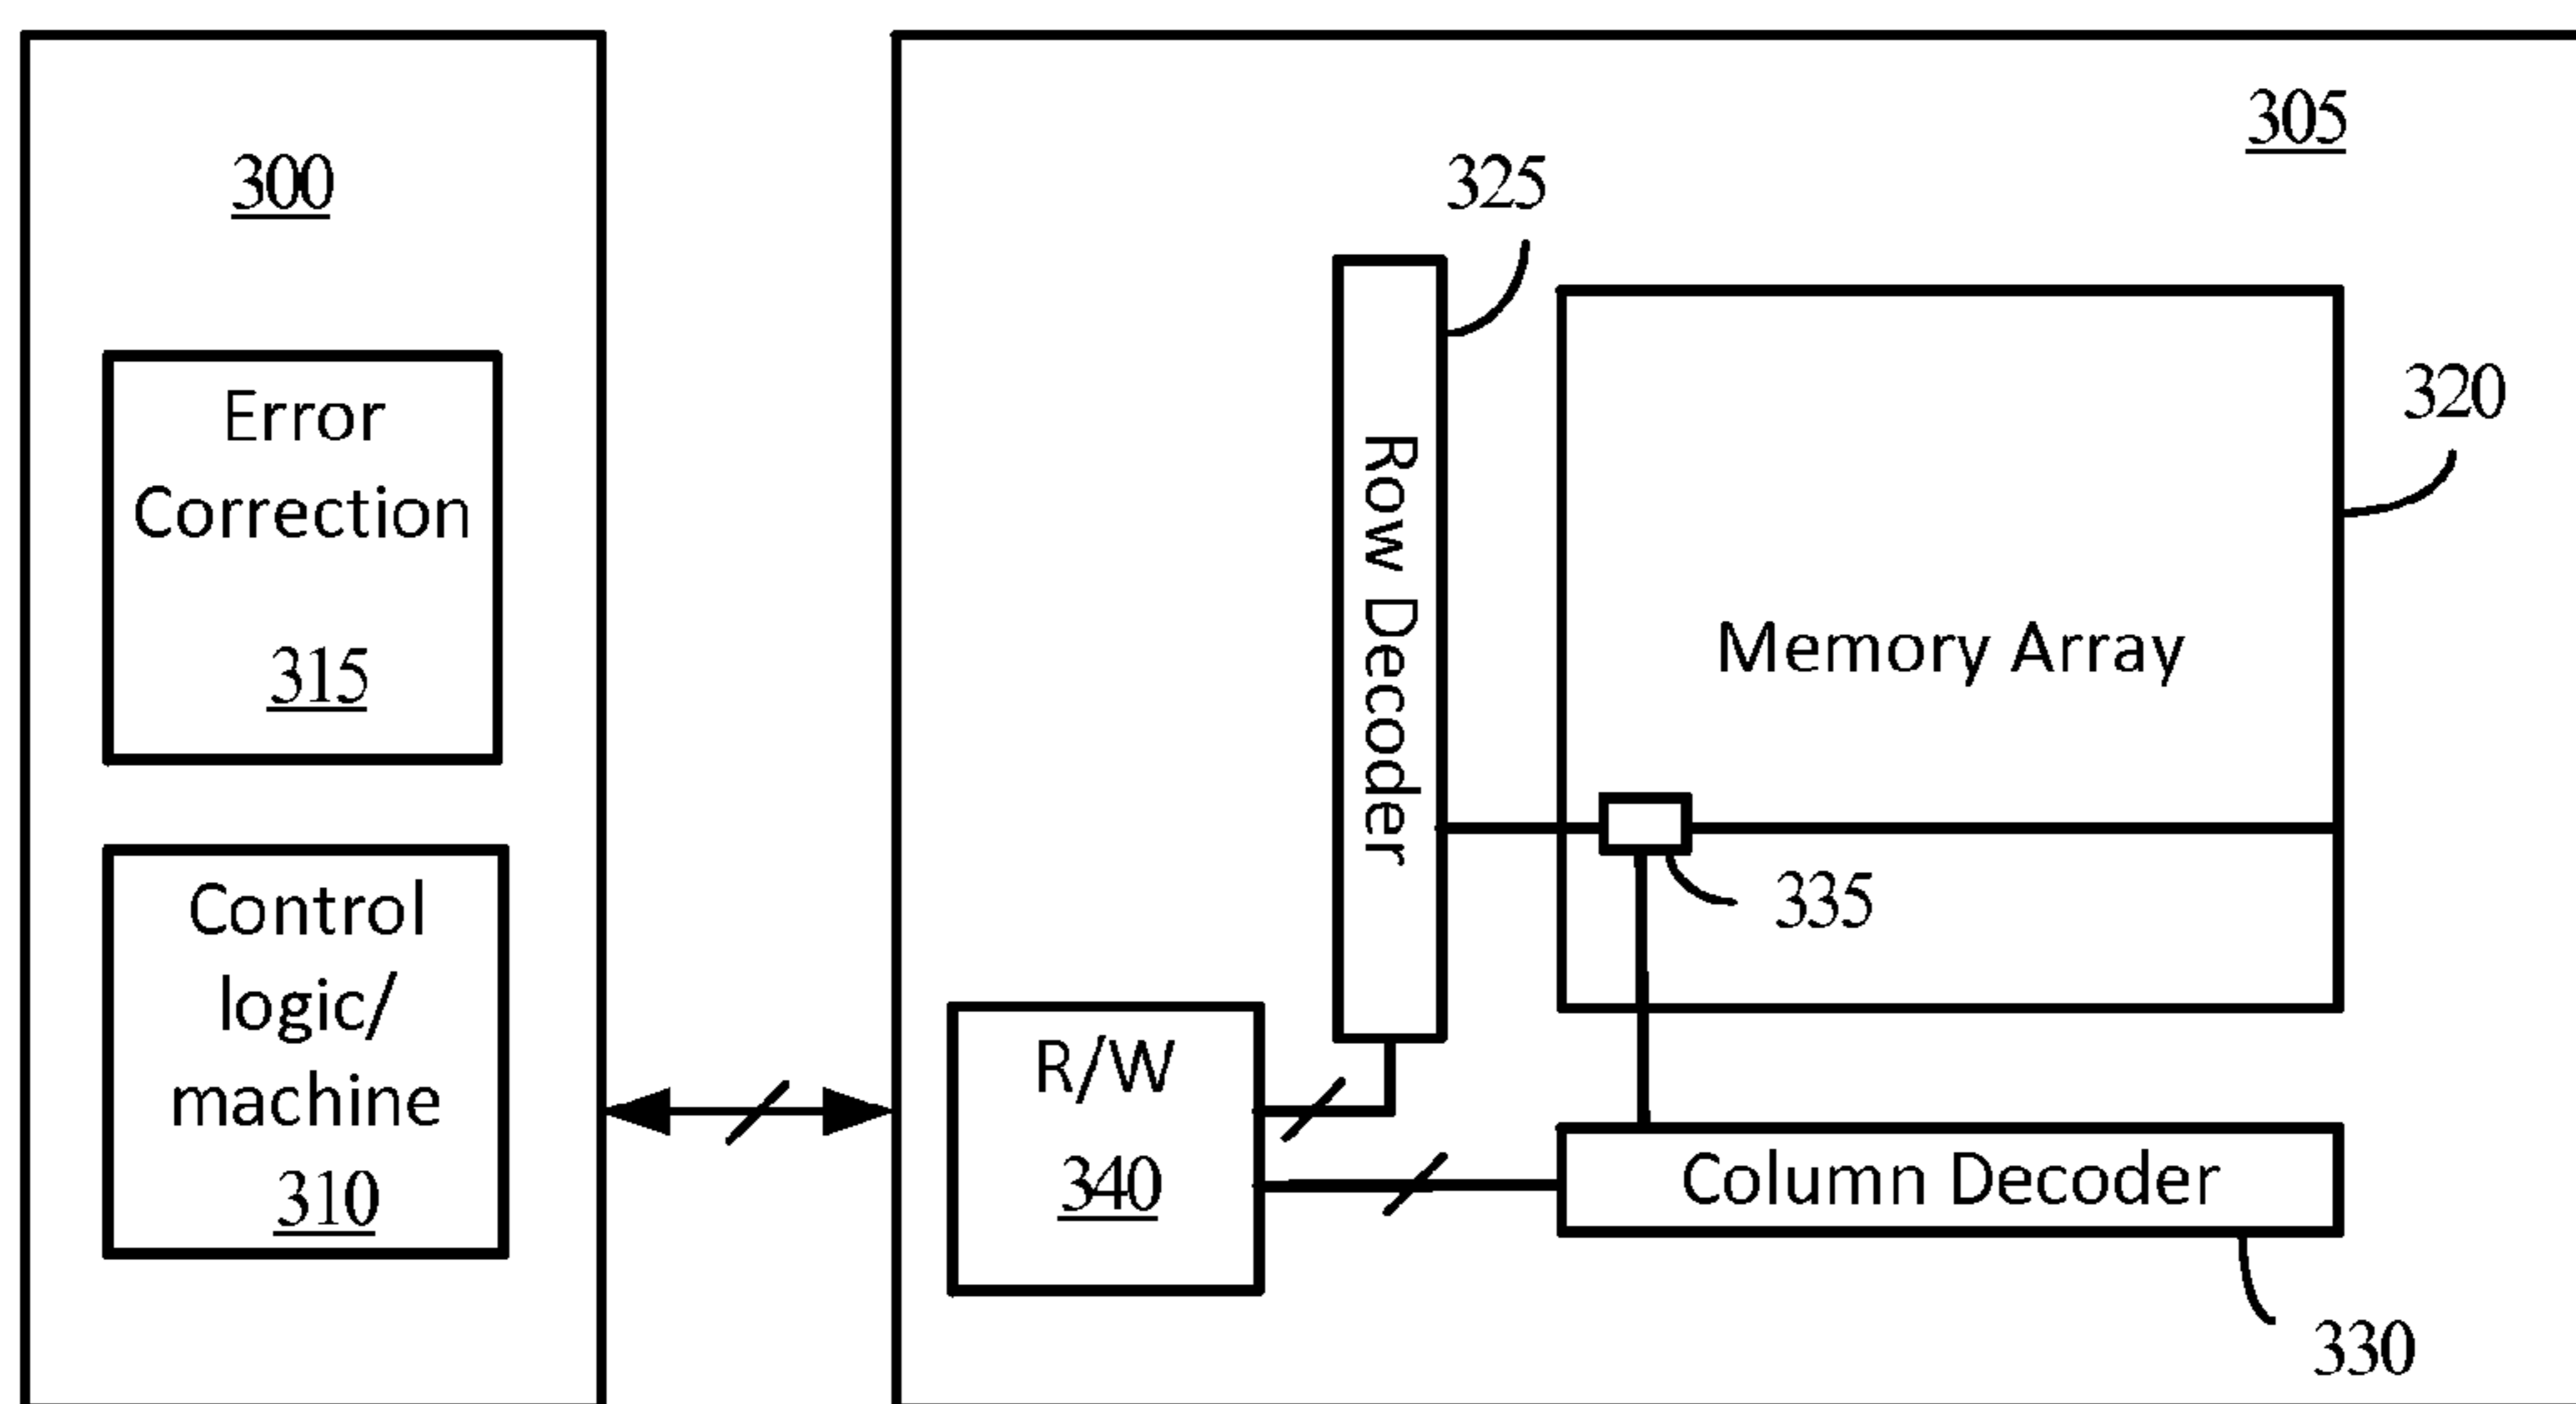 300
Error
Correction
315
Control
logic/
machine
310
305
325
320
Row Decoder
Memory Array
335
R/W
340
Column Decoder
330